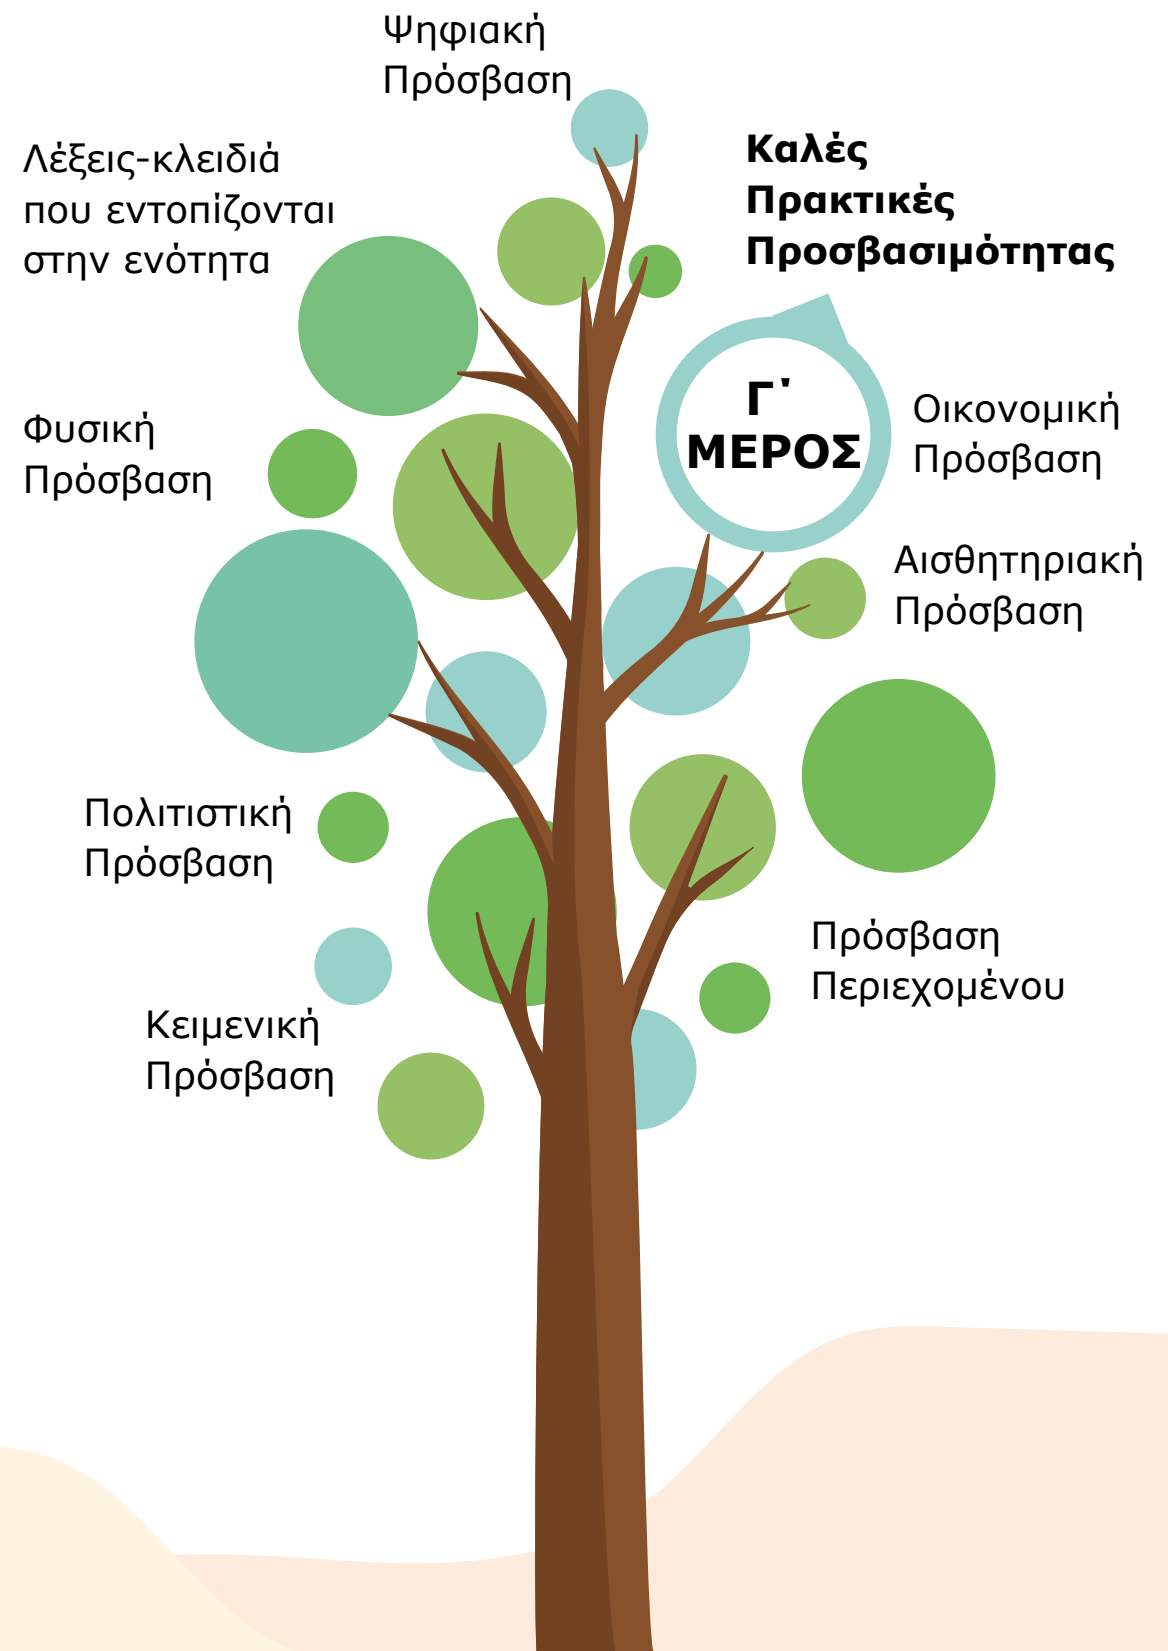 Ψηφιακή
Πρόσβαση
Λέξεις-κλειδιά
που εντοπίζονται
στην ενότητα
Καλές
Πρακτικές
Προσβασιμότητας
Γ΄
ΜΕΡΟΣ
Οικονομική
Πρόσβαση
Φυσική
Πρόσβαση
Αισθητηριακή
Πρόσβαση
Πολιτιστική
Πρόσβαση
Πρόσβαση
Περιεχομένου
Κειμενική
Πρόσβαση